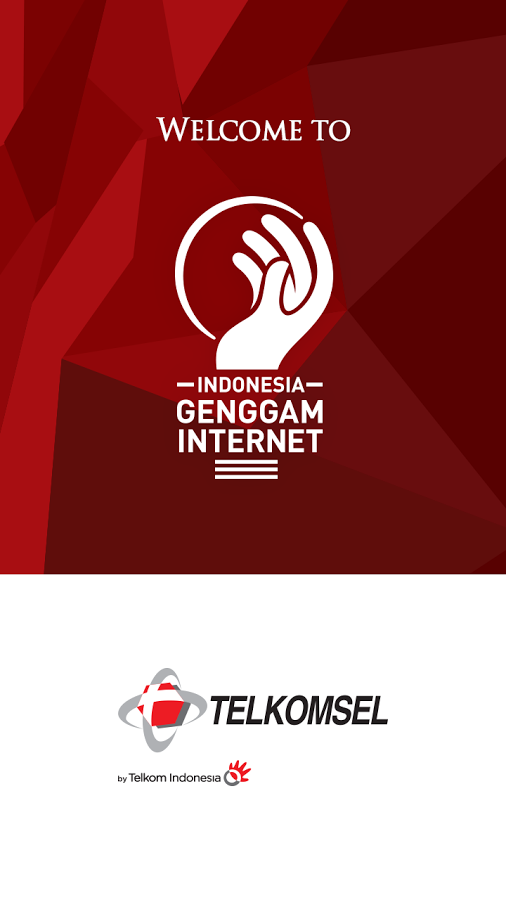 WELCOME TO
INDONESIA
GENGGAM
INTERNET
TELKOMSEL
by Telkom Indonesia